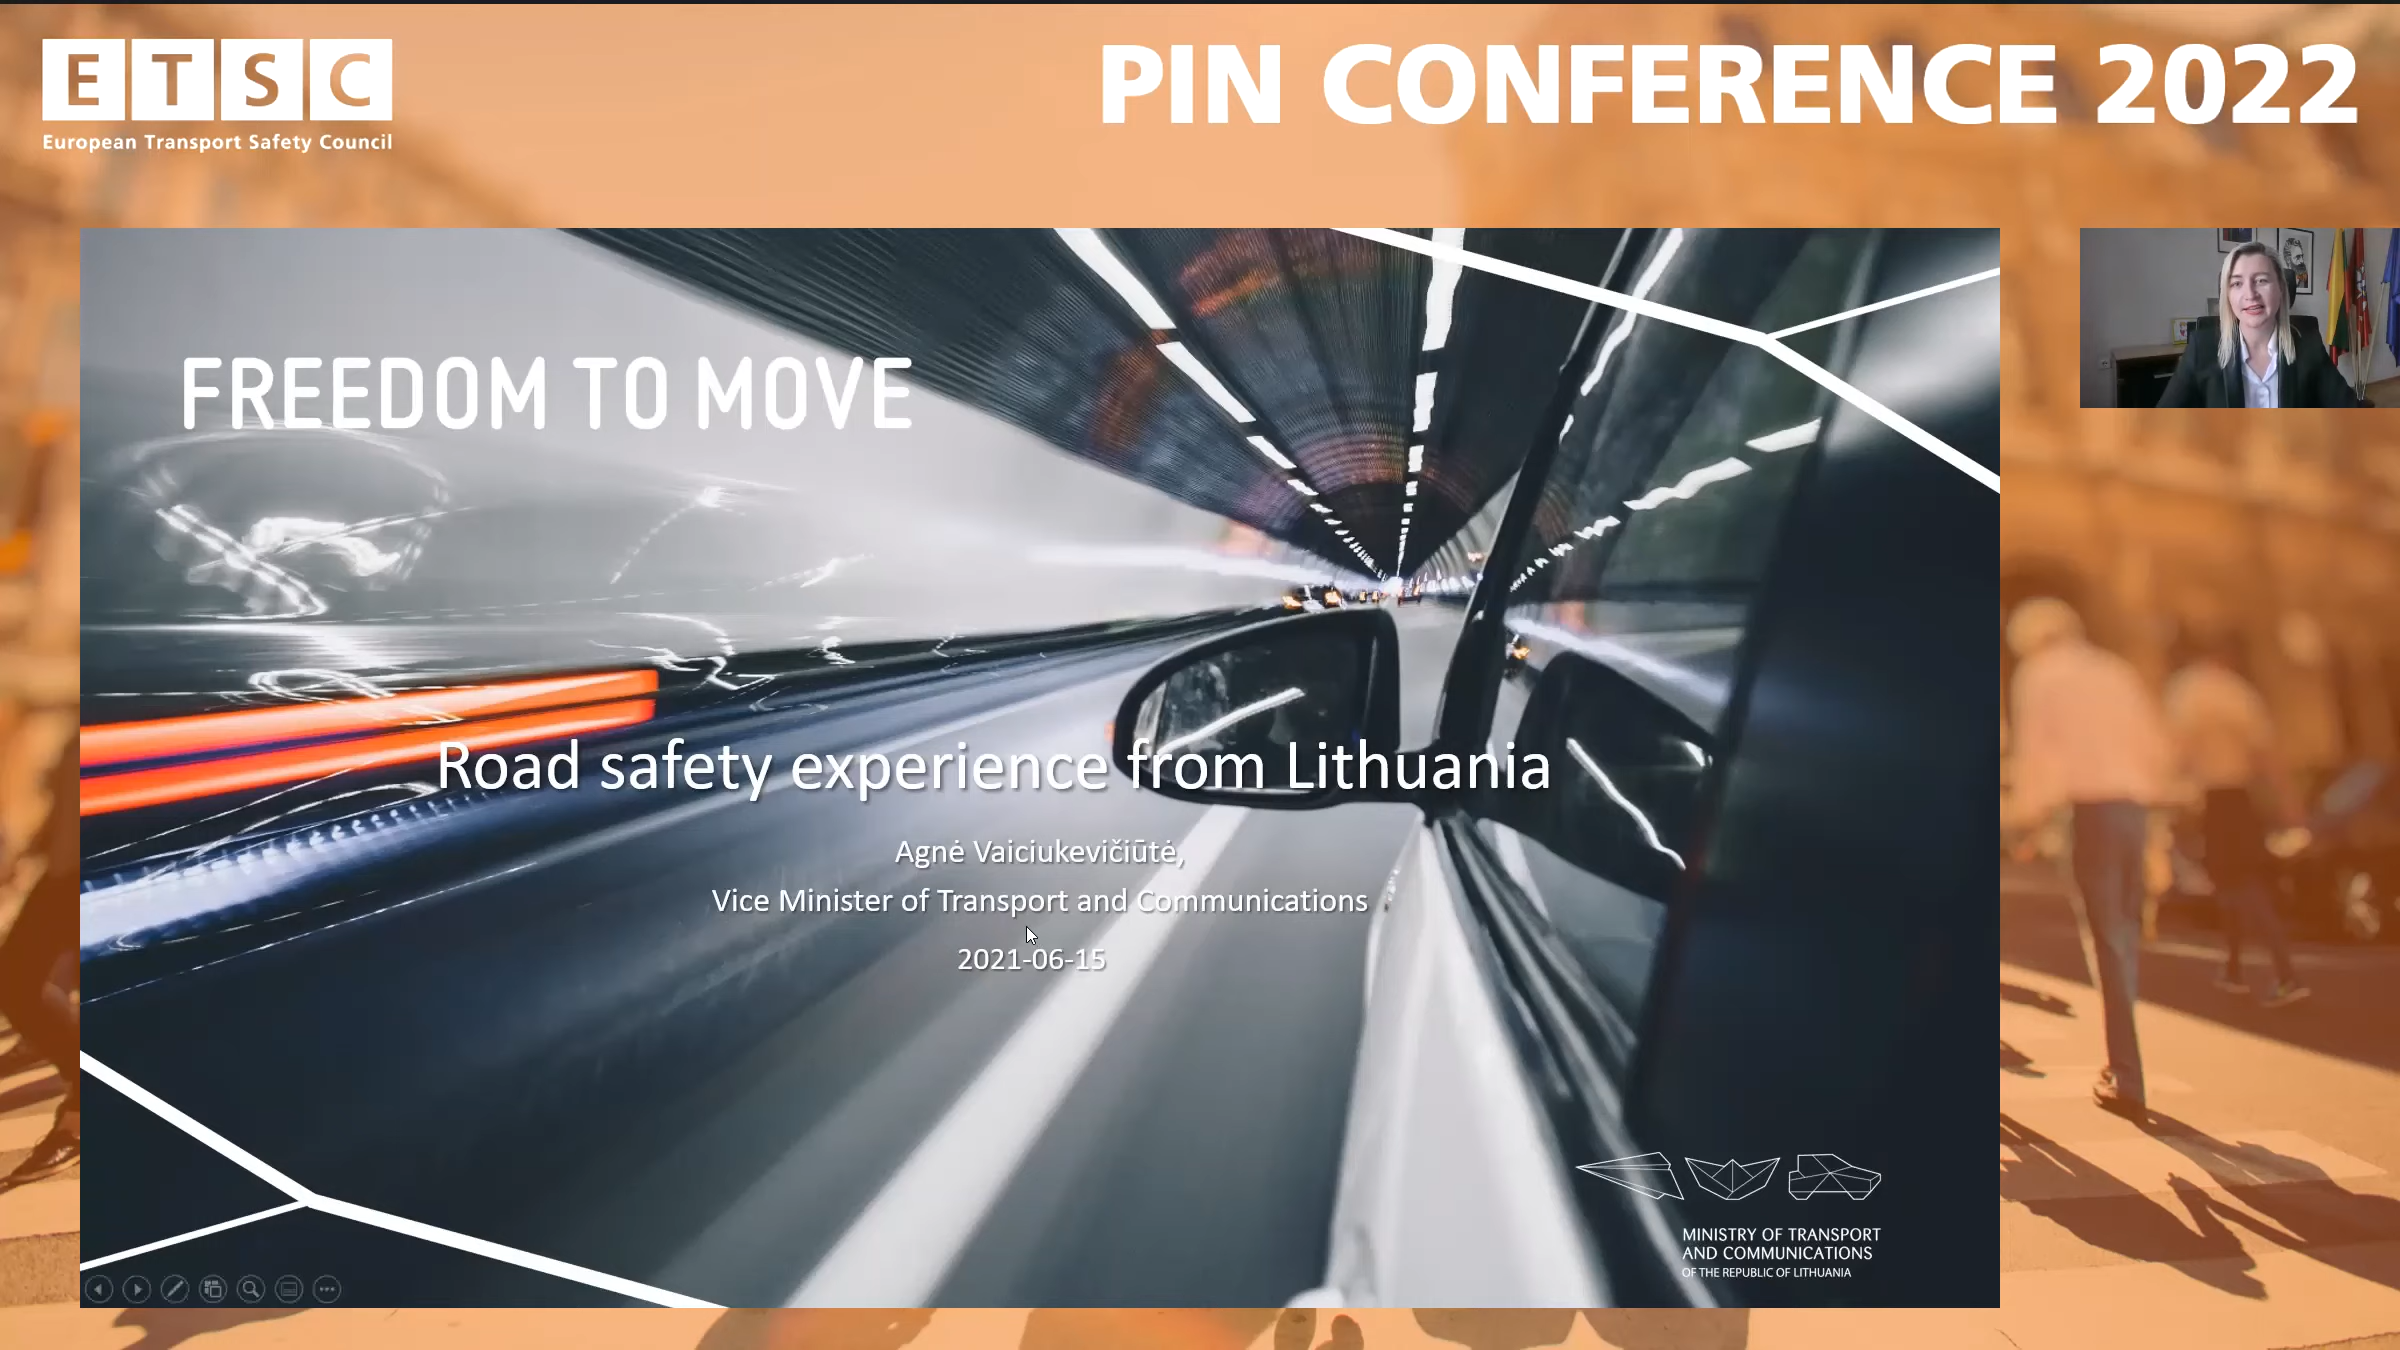 ETSC
European Transport Safety Council
PIN CONFERENCE 2022
FREEDOM TO MOVE
Road safety experience from Lithuania
Agnė Vaiciukevičiūtė,
Vice Minister of Transport and Communications
2021-06-15
MINISTRY OF TRANSPORT
AND COMMUNICATIONS
OF THE REPUBLIC OF LITHUANIA